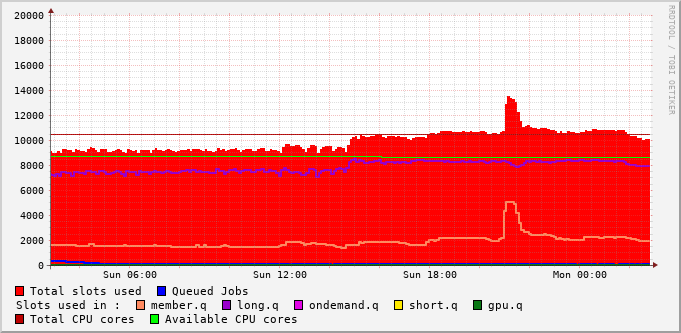 RRDTOOL / TOBI OETIKER
20000
18000
16000
14000
12000
10000
8000
6000
4000
2000
0
Sun 06:00 Sun 12:00 Sun 18:00 Mon 00:00
Total slots used Queued Jobs
Slots used in : member.q long.q ondemand.q short.q gpu.q
Total CPU cores Available CPU cores